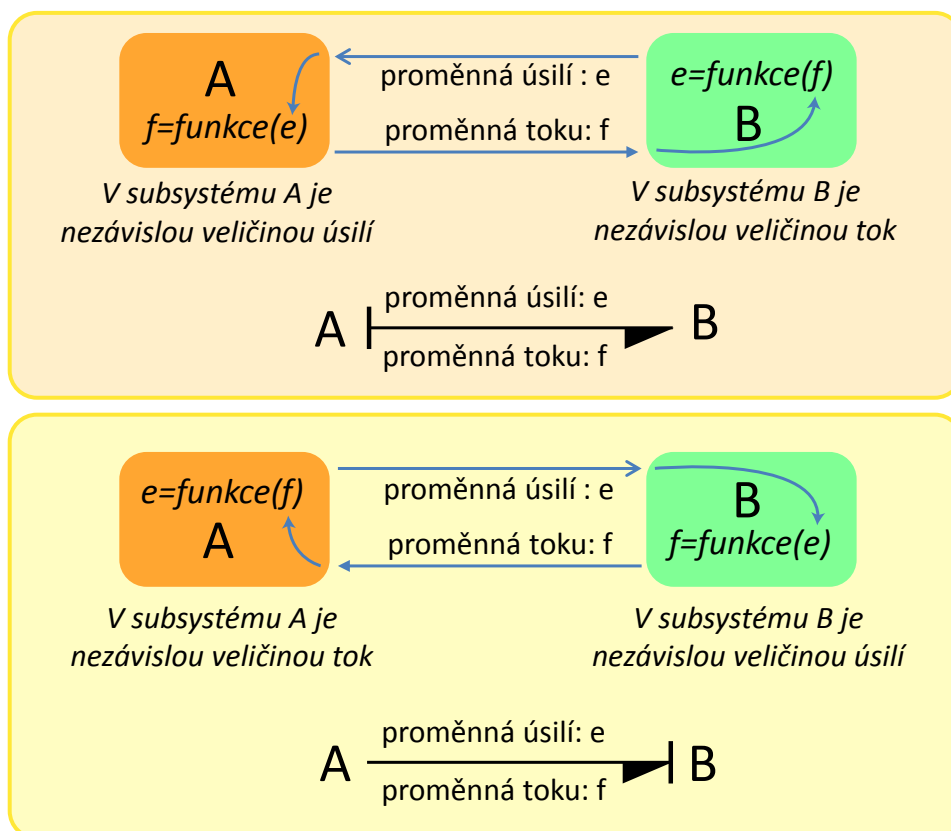 A
f=funkce(e)
proměnná úsilí : e
proměnná toku: f
e=funkce(f)
B
V subsystému A je
nezávislou veličinou úsilí
V subsystému B je
nezávislou veličinou tok
proměnná úsilí: e
A
B
proměnná toku: f
e=funkce(f)
A
proměnná úsilí : e
proměnná toku: f
B
f=funkce(e)
V subsystému A je
nezávislou veličinou tok
V subsystému B je
nezávislou veličinou úsilí
proměnná úsilí: e
A
B
proměnná toku: f